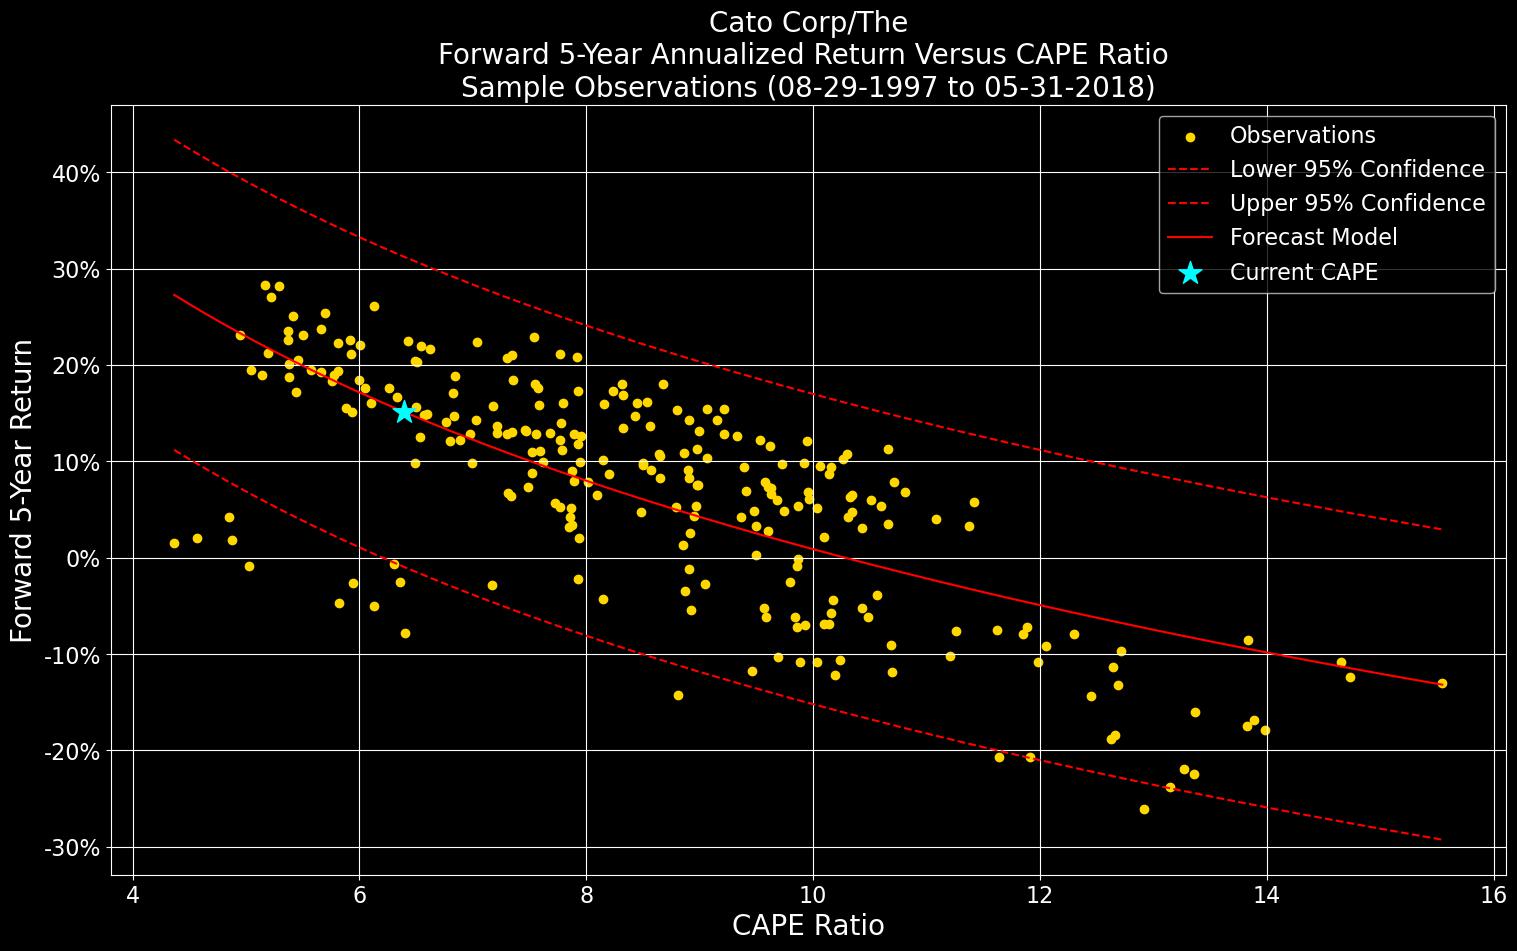 Cato Corp/The
Forward 5-Year Annualized Return Versus CAPE Ratio
Sample Observations (08-29-1997 to 05-31-2018)
Observations
Lower 95% Confidence
Upper 95% Confidence
Forecast Model
Current CAPE
Forward 5-Year Return
40%
30%
20%
10%
0%
-10%
-20%
-30%
4 6 8 10 12 14 16
CAPE Ratio